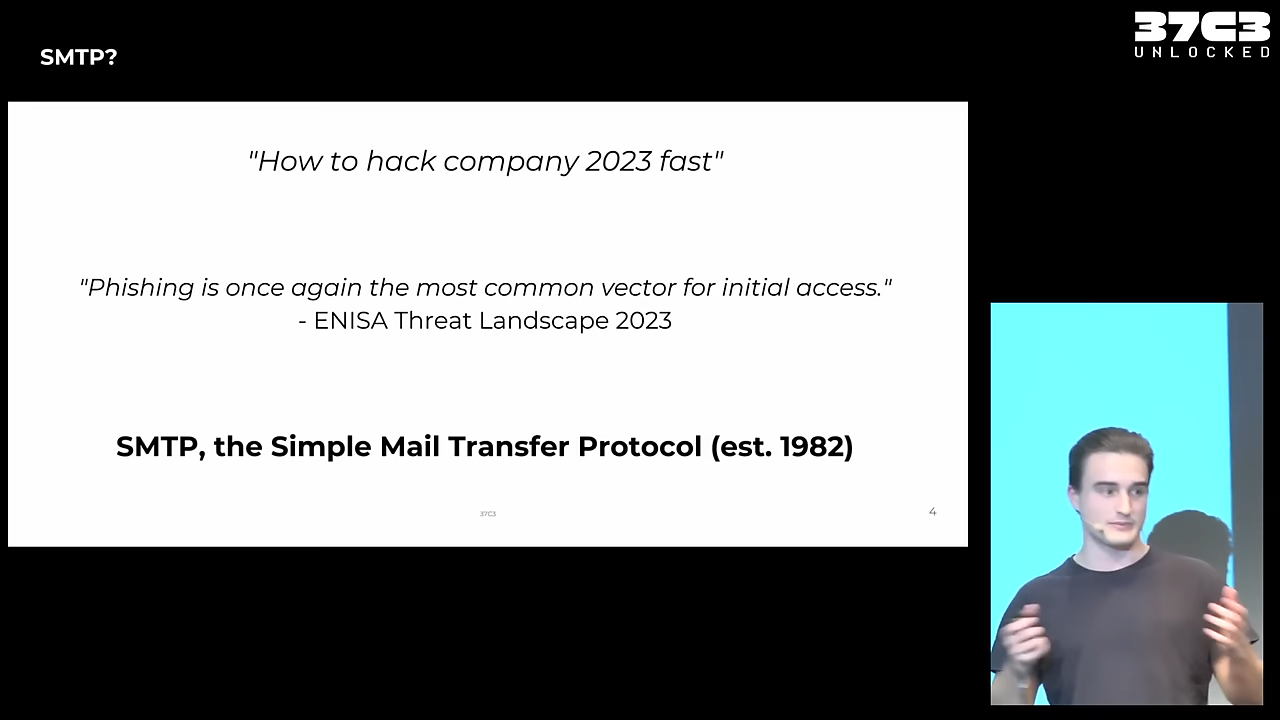 SMTP?
37C3
UNLOCKED
"How to hack company 2023 fast"
"Phishing is once again the most common vector for initial access."
- ENISA Threat Landscape 2023
SMTP, the Simple Mail Transfer Protocol (est. 1982)
37C3
4